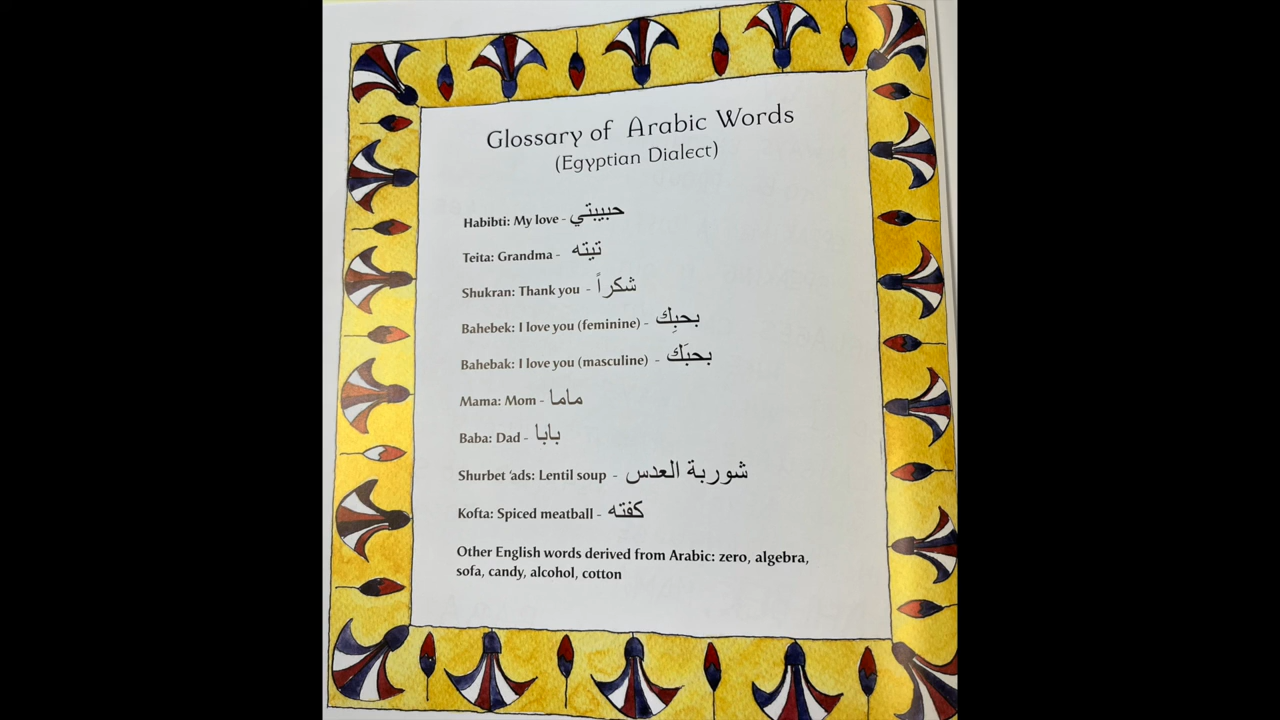 Glossary of Arabic Words
(Egyptian Dialect)
Habibti: My love - حبيبتي
Teita: Grandma - تيته
Shukran: Thank you - شكراً
Bahebek: I love you (feminine) - بحبِك
Bahebak: I love you (masculine) - بحبَك
Mama: Mom - ماما
Baba: Dad - بابا
Shurbet ‘ads: Lentil soup - شوربة العدس
Kofta: Spiced meatball - كفته
Other English words derived from Arabic: zero, algebra,
sofa, candy, alcohol, cotton